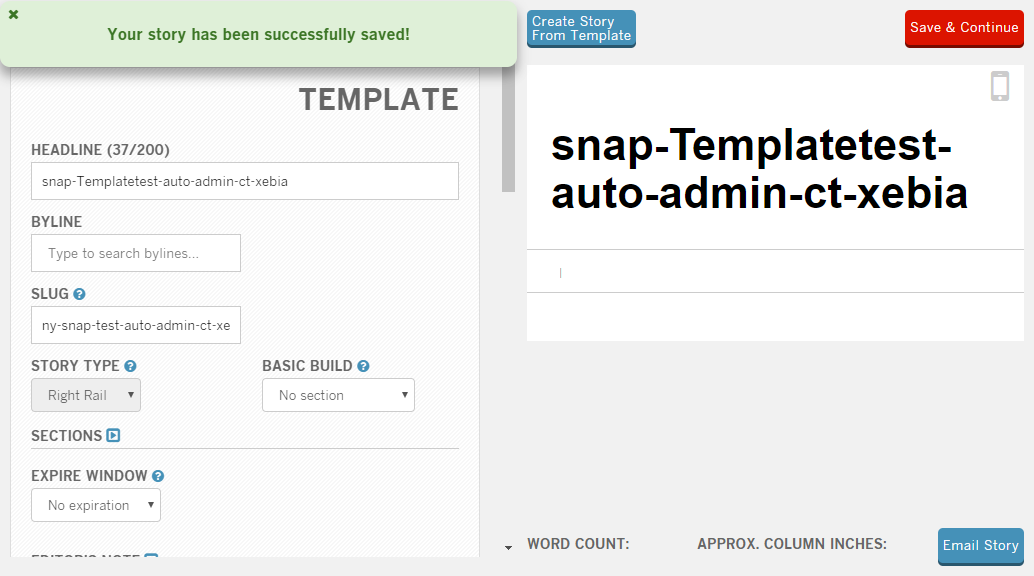 Your story has been successfully saved!
Create Story
From Template
Save & Continue
TEMPLATE
HEADLINE (37/200)
snap-Templatetest-auto-admin-ct-xebia
BYLINE
Type to search bylines...
SLUG
ny-snap-test-auto-admin-ct-xe
STORY TYPE
BASIC BUILD
Right Rail
No section
SECTIONS
EXPIRE WINDOW
No expiration
EDITOR'S NOTE
snap-Templatetest-
auto-admin-ct-xebia
|
WORD COUNT:
APPROX. COLUMN INCHES:
Email Story